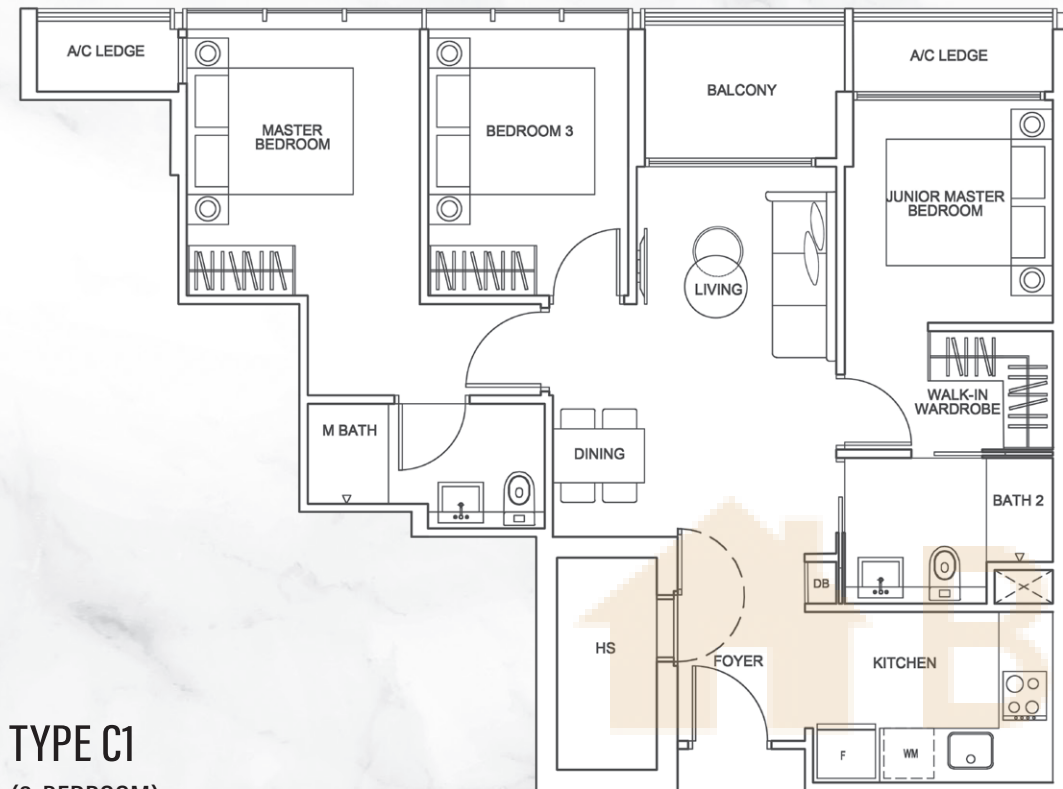 A/C LEDGE
MASTER
BEDROOM
BEDROOM 3
BALCONY
A/C LEDGE
JUNIOR MASTER
BEDROOM
LIVING
WALK-IN
WARDROBE
M BATH
DINING
BATH 2
DB
HS
FOYER
KITCHEN
F
WM
TYPE C1